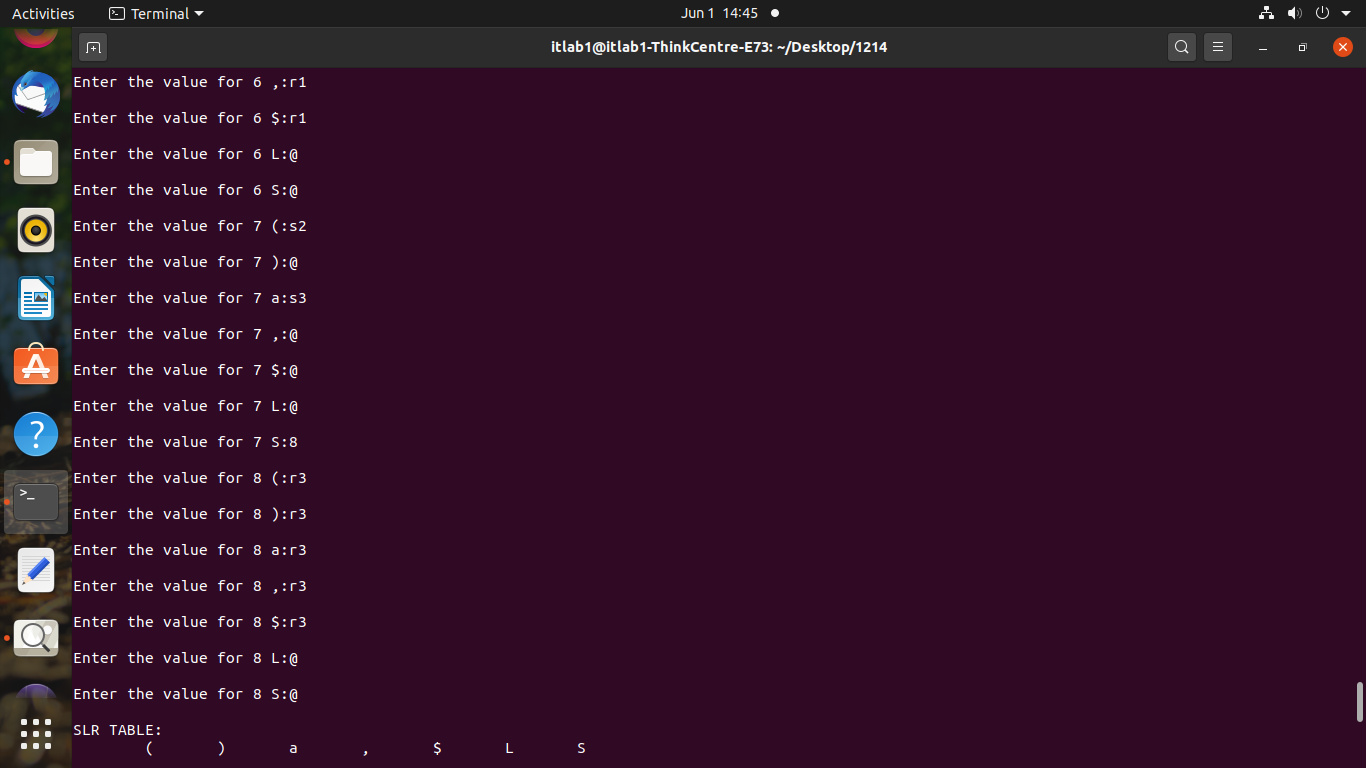 Activities Terminal Jun 1 14:45
itlab1@itlab1-ThinkCentre-E73: ~/Desktop/1214
Enter the value for 6 ,:r1
Enter the value for 6 $:r1
Enter the value for 6 L:@
Enter the value for 6 S:@
Enter the value for 7 (:s2
Enter the value for 7 ):@
Enter the value for 7 a:s3
Enter the value for 7 ,:@
Enter the value for 7 $:@
Enter the value for 7 L:@
Enter the value for 7 S:8
Enter the value for 8 (:r3
Enter the value for 8 ):r3
Enter the value for 8 a:r3
Enter the value for 8 ,:r3
Enter the value for 8 $:r3
Enter the value for 8 L:@
Enter the value for 8 S:@
SLR TABLE:
( ) a , $ L S